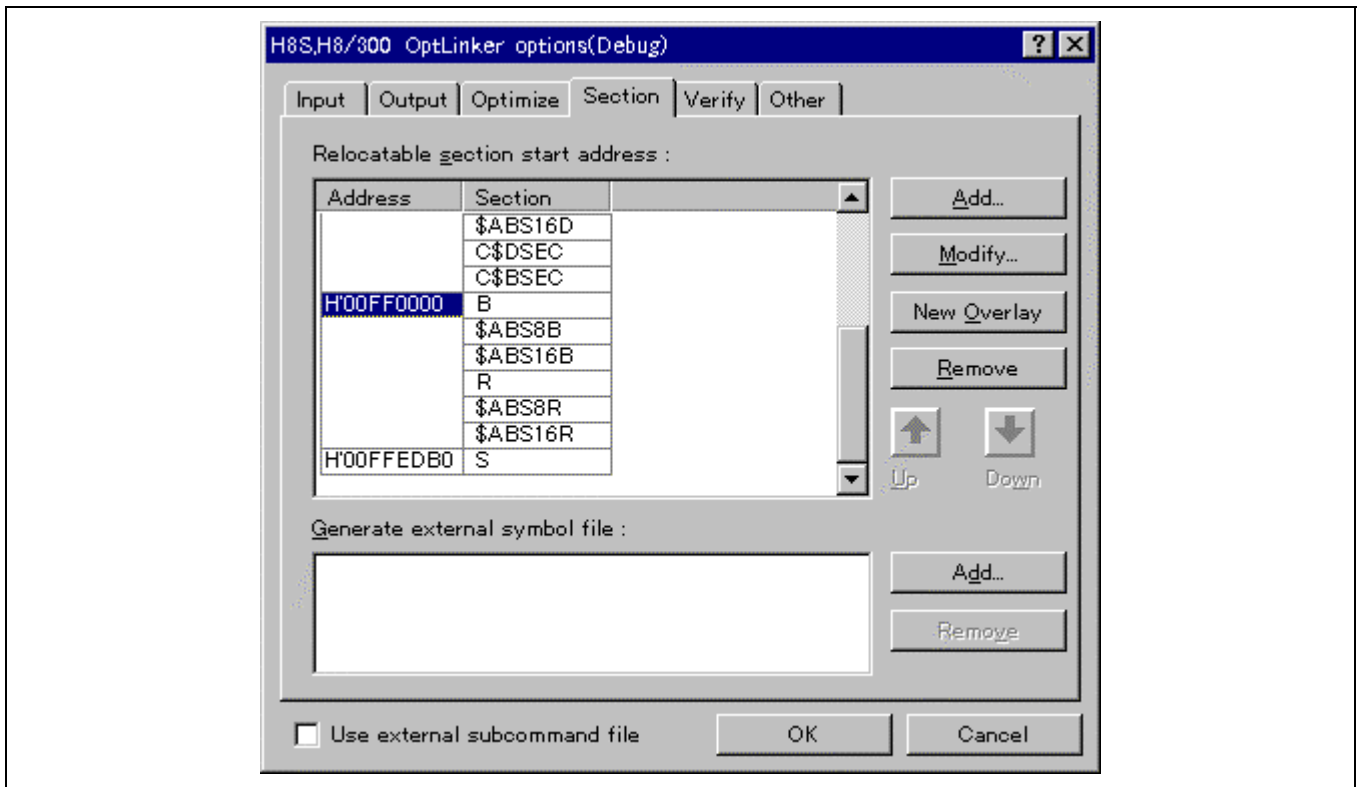 H8S,H8/300 OptLinker options(Debug)
Input Output Optimize Section Verify Other
Relocatable section start address :
Address Section
$ABS16D
C$DSEC
C$BSEC
H'00FF0000 B
$ABS8B
$ABS16B
R
$ABS8R
$ABS16R
H'00FFEDB0 S
Add...
Modify...
New Overlay
Remove
Up Down
Generate external symbol file :
Add...
Remove
Use external subcommand file
OK Cancel